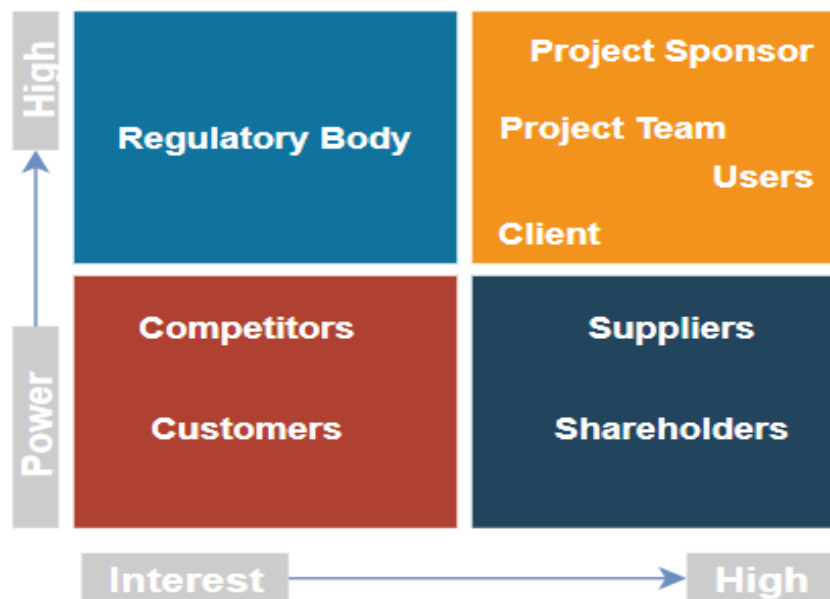 High
Project Sponsor
Regulatory Body
Project Team
Users
Client
Power
Competitors
Suppliers
Customers
Shareholders
Interest
High